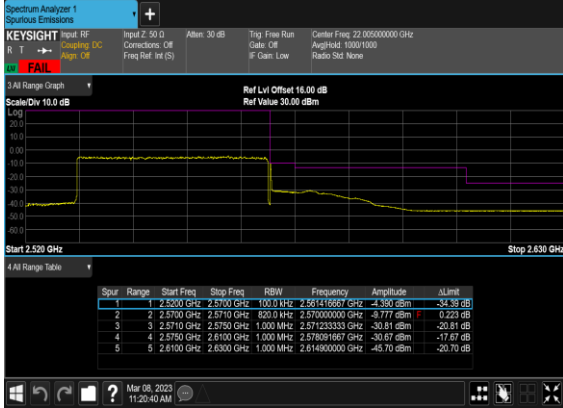 Spectrum Analyzer 1
Spurious Emissions
+
KEYSIGHT Input: RF Input Z: 50 Ω Atten: 30 dB Trig: Free Run Center Freq: 22.005000000 GHz
R T Coupling: DC Corrections: Off Gate: Off Avg|Hold: 1000/1000
Align: Off Freq Ref: Int (S) IF Gain: Low Radio Std: None
FAIL
3 All Range Graph
Ref Lvl Offset 16.00 dB
Scale/Div 10.0 dB Ref Value 30.00 dBm
Log
20.0
10.0
0.00
-10.0
-20.0
-30.0
-40.0
-50.0
-60.0
Start 2.520 GHz Stop 2.630 GHz
4 All Range Table
Spur Range Start Freq Stop Freq RBW Frequency Amplitude ΔLimit
1 1 2.5200 GHz 2.5700 GHz 100.0 kHz 2.561416667 GHz -4.390 dBm -34.39 dB
2 2 2.5700 GHz 2.5710 GHz 820.0 kHz 2.570000000 GHz -9.777 dBm F 0.223 dB
3 3 2.5710 GHz 2.5750 GHz 1.000 MHz 2.571233333 GHz -30.81 dBm -20.81 dB
4 4 2.5750 GHz 2.6100 GHz 1.000 MHz 2.578091667 GHz -30.67 dBm -17.67 dB
5 5 2.6100 GHz 2.6300 GHz 1.000 MHz 2.614900000 GHz -45.70 dBm -20.70 dB
? Mar 08, 2023
11:20:40 AM